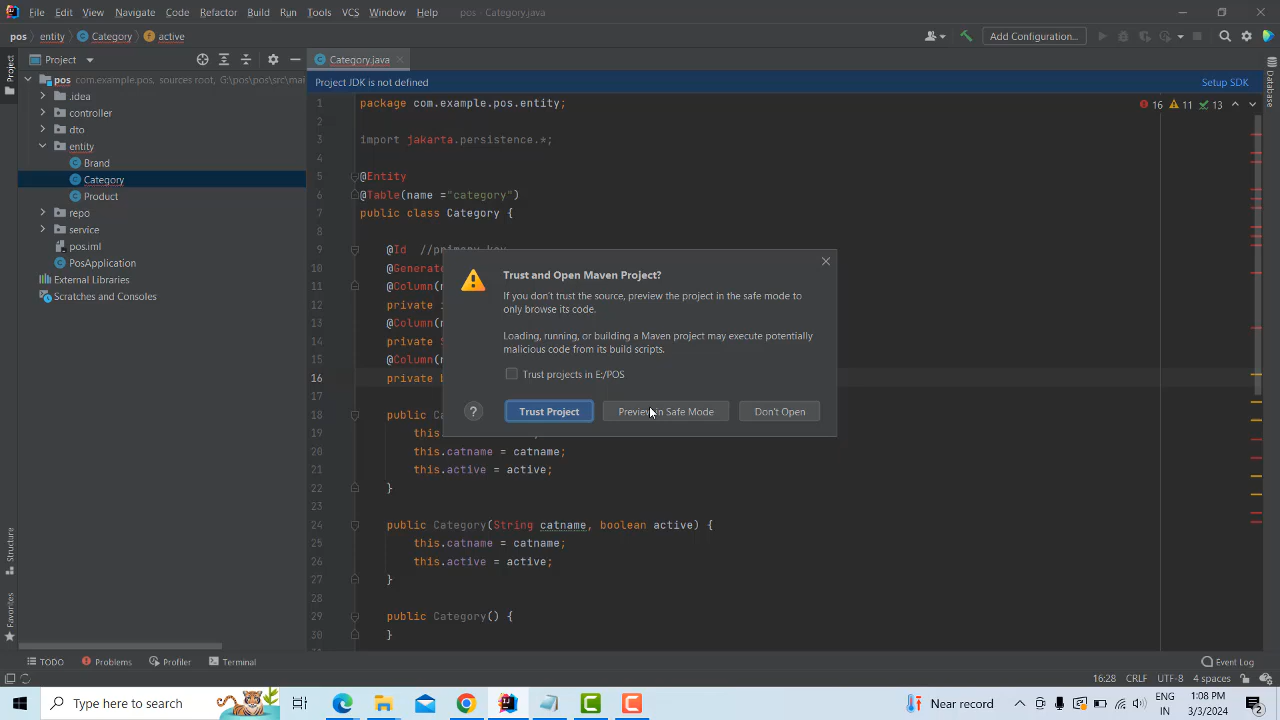 File Edit View Navigate Code Refactor Build Run Tools VCS Window Help pos - Category.java
pos entity Category active Add Configuration...
Project Category.java
Project JDK is not defined Setup SDK
pos com.example.pos, sources root, G:\pos\pos\src\mai
.idea
controller
dto
entity
Brand
Category
Product
repo
service
pos.iml
PosApplication
External Libraries
Scratches and Consoles
Project
Structure
Favorites
Database
16 11 13
1 package com.example.pos.entity;
2
3 import jakarta.persistence.*;
4
5 @Entity
6 @Table(name ="category")
7 public class Category {
8
9 @Id //primary key
10 @Genera
11 @Column(
12 private
13 @Column(
14 private
15 @Column(
16 private
18 public
19 this.
20 this.catname = catname;
21 this.active = active;
22 }
23
24 public Category(String catname, boolean active) {
25 this.catname = catname;
26 this.active = active;
27 }
28
29 public Category() {
30 }
Trust and Open Maven Project?
If you don't trust the source, preview the project in the safe mode to
only browse its code.
Loading, running, or building a Maven project may execute potentially
malicious code from its build scripts.
Trust projects in E:/POS
? Trust Project Preview in Safe Mode Don't Open
TODO Problems Profiler Terminal Event Log
16:28 CRLF UTF-8 4 spaces
Type here to search
Near record
ENG
IN
1:08 PM
3/3/2024
2